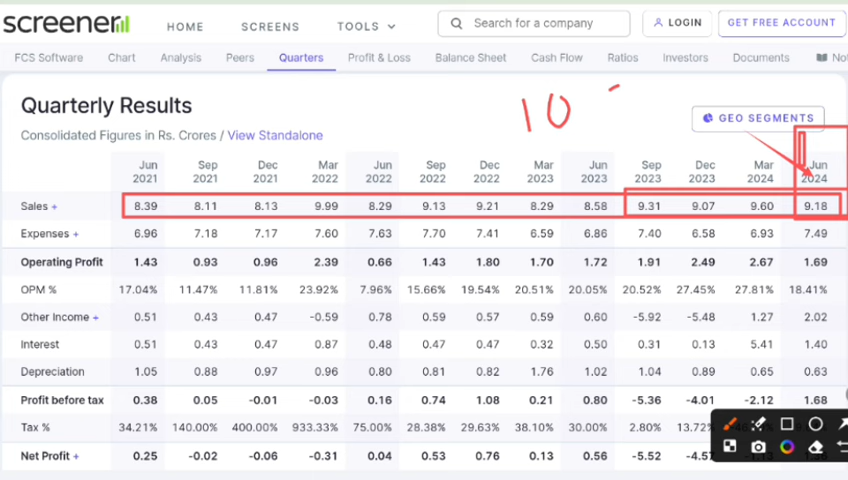 screener
HOME SCREENS TOOLS
Search for a company
LOGIN
GET FREE ACCOUNT
FCS Software Chart Analysis Peers Quarters Profit & Loss Balance Sheet Cash Flow Ratios Investors Documents
Quarterly Results
Consolidated Figures in Rs. Crores / View Standalone
10
GEO SEGMENTS
Jun 2021 Sep 2021 Dec 2021 Mar 2022 Jun 2022 Sep 2022 Dec 2022 Mar 2023 Jun 2023 Sep 2023 Dec 2023 Mar 2024 Jun 2024
Sales + 8.39 8.11 8.13 9.99 8.29 9.13 9.21 8.29 8.58 9.31 9.07 9.60 9.18
Expenses + 6.96 7.18 7.17 7.60 7.63 7.70 7.41 6.59 6.86 7.40 6.58 6.93 7.49
Operating Profit 1.43 0.93 0.96 2.39 0.66 1.43 1.80 1.70 1.72 1.91 2.49 2.67 1.69
OPM % 17.04% 11.47% 11.81% 23.92% 7.96% 15.66% 19.54% 20.51% 20.05% 20.52% 27.45% 27.81% 18.41%
Other Income + 0.51 0.43 0.47 -0.59 0.78 0.59 0.57 0.59 0.60 -5.92 -5.48 1.27 2.02
Interest 0.51 0.43 0.47 0.87 0.48 0.47 0.47 0.32 0.50 0.31 0.13 5.41 1.40
Depreciation 1.05 0.88 0.97 0.96 0.80 0.81 0.82 1.76 1.02 1.04 0.89 0.65 0.63
Profit before tax 0.38 0.05 -0.01 -0.03 0.16 0.74 1.08 0.21 0.80 -5.36 -4.01 -2.12 1.68
Tax % 34.21% 140.00% 400.00% 933.33% 75.00% 28.38% 29.63% 38.10% 30.00% 2.80% 13.72%
Net Profit + 0.25 -0.02 -0.06 -0.31 0.04 0.53 0.76 0.13 0.56 -5.52 -4.57